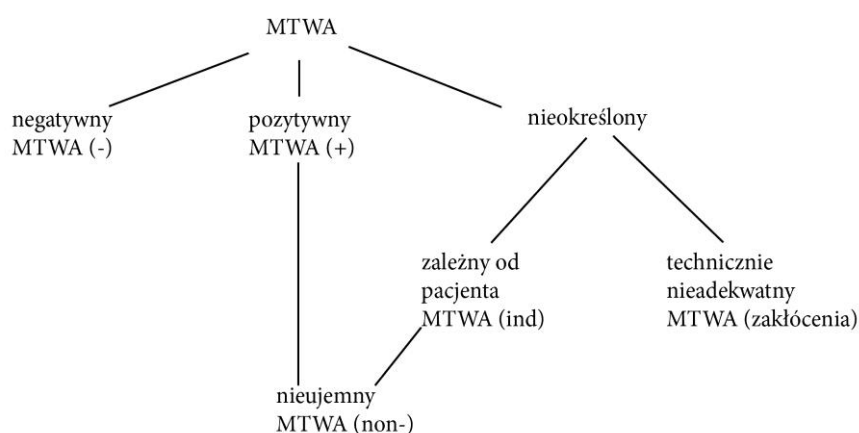 MTWA
negatywny
MTWA (-)
pozytywny
MTWA (+)
nieokreślony
zależny od
pacjenta
MTWA (ind)
technicznie
nieadekwatny
MTWA (zakłócenia)
nieujemny
MTWA (non-)